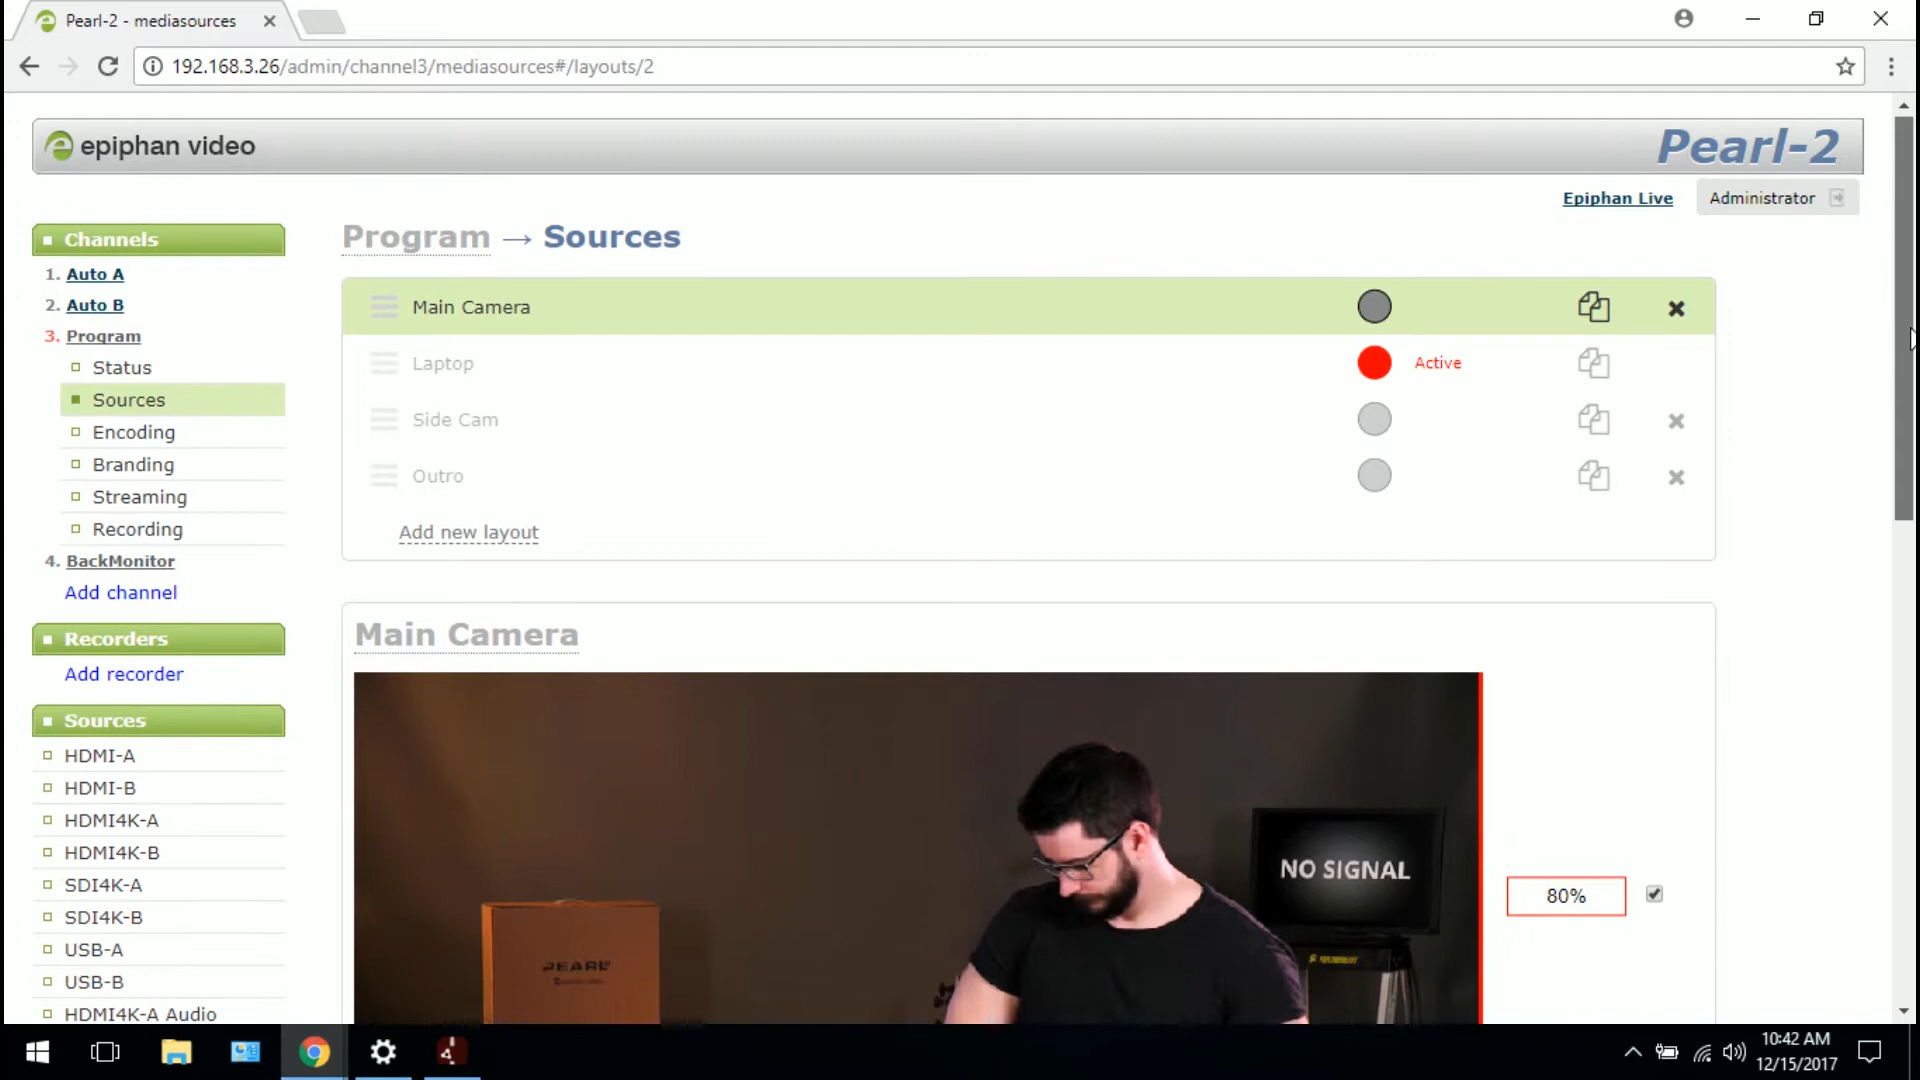 Pearl-2 - mediasources
192.168.3.26/admin/channel3/mediasources#/layouts/2
epiphan video
Pearl-2
Epiphan Live
Administrator
Channels
1. Auto A
2. Auto B
3. Program
Status
Sources
Encoding
Branding
Streaming
Recording
4. BackMonitor
Add channel
Recorders
Add recorder
Sources
HDMI-A
HDMI-B
HDMI4K-A
HDMI4K-B
SDI4K-A
SDI4K-B
USB-A
USB-B
HDMI4K-A Audio
Program → Sources
Main Camera
Laptop
Active
Side Cam
Outro
Add new layout
Main Camera
NO SIGNAL
PEARL
80%
10:42 AM
12/15/2017